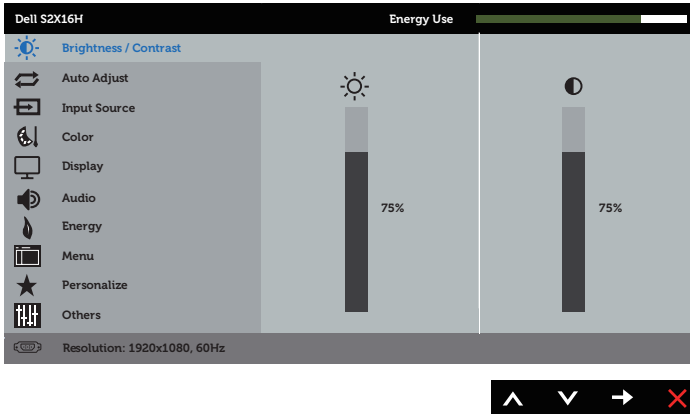 Dell S2X16H
Energy Use
Brightness / Contrast
Auto Adjust
Input Source
Color
Display
Audio
Energy
Menu
Personalize
Others
75%
75%
Resolution: 1920x1080, 60Hz